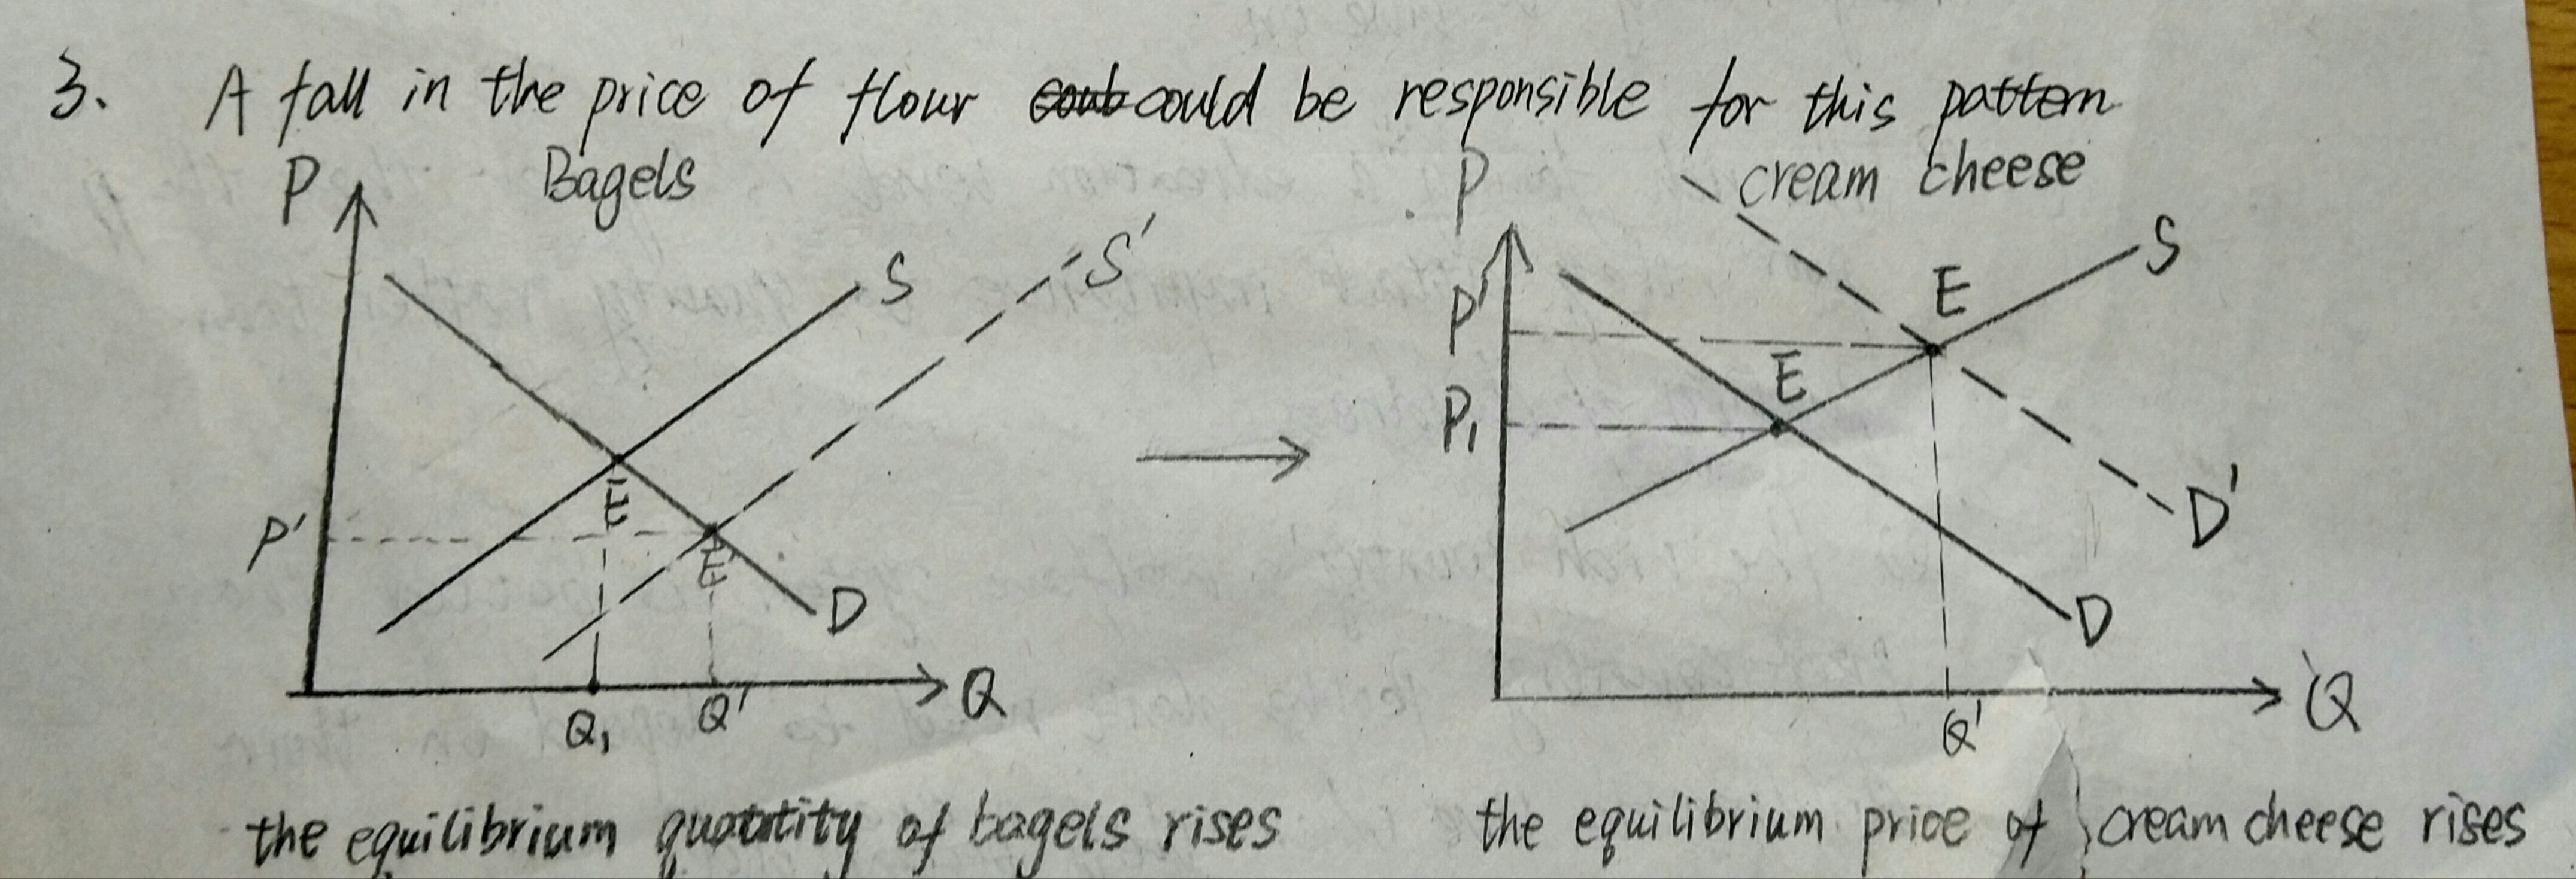 3. A fall in the price of flour could be responsible for this pattern
Bagels
P
S
S'
E
P'
E'
D
Q₁
Q'
Q
the equilibrium quantity of bagels rises
cream cheese
P
S
E
P'
E
P₁
D'
D
Q'
Q
the equilibrium price of cream cheese rises